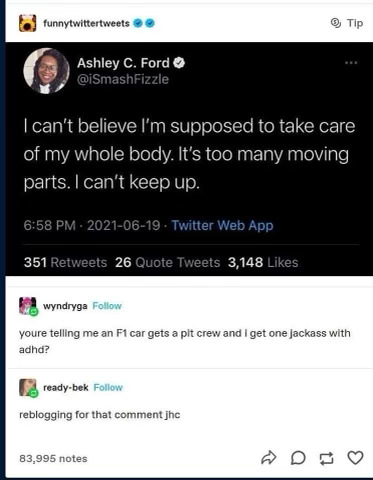 funnytwittertweets
Tip
Ashley C. Ford
@iSmashFizzle
I can't believe I'm supposed to take care
of my whole body. It's too many moving
parts. I can't keep up.
6:58 PM · 2021-06-19 · Twitter Web App
351 Retweets 26 Quote Tweets 3,148 Likes
wyndryga Follow
youre telling me an F1 car gets a pit crew and i get one jackass with
adhd?
ready-bek Follow
reblogging for that comment jhc
83,995 notes